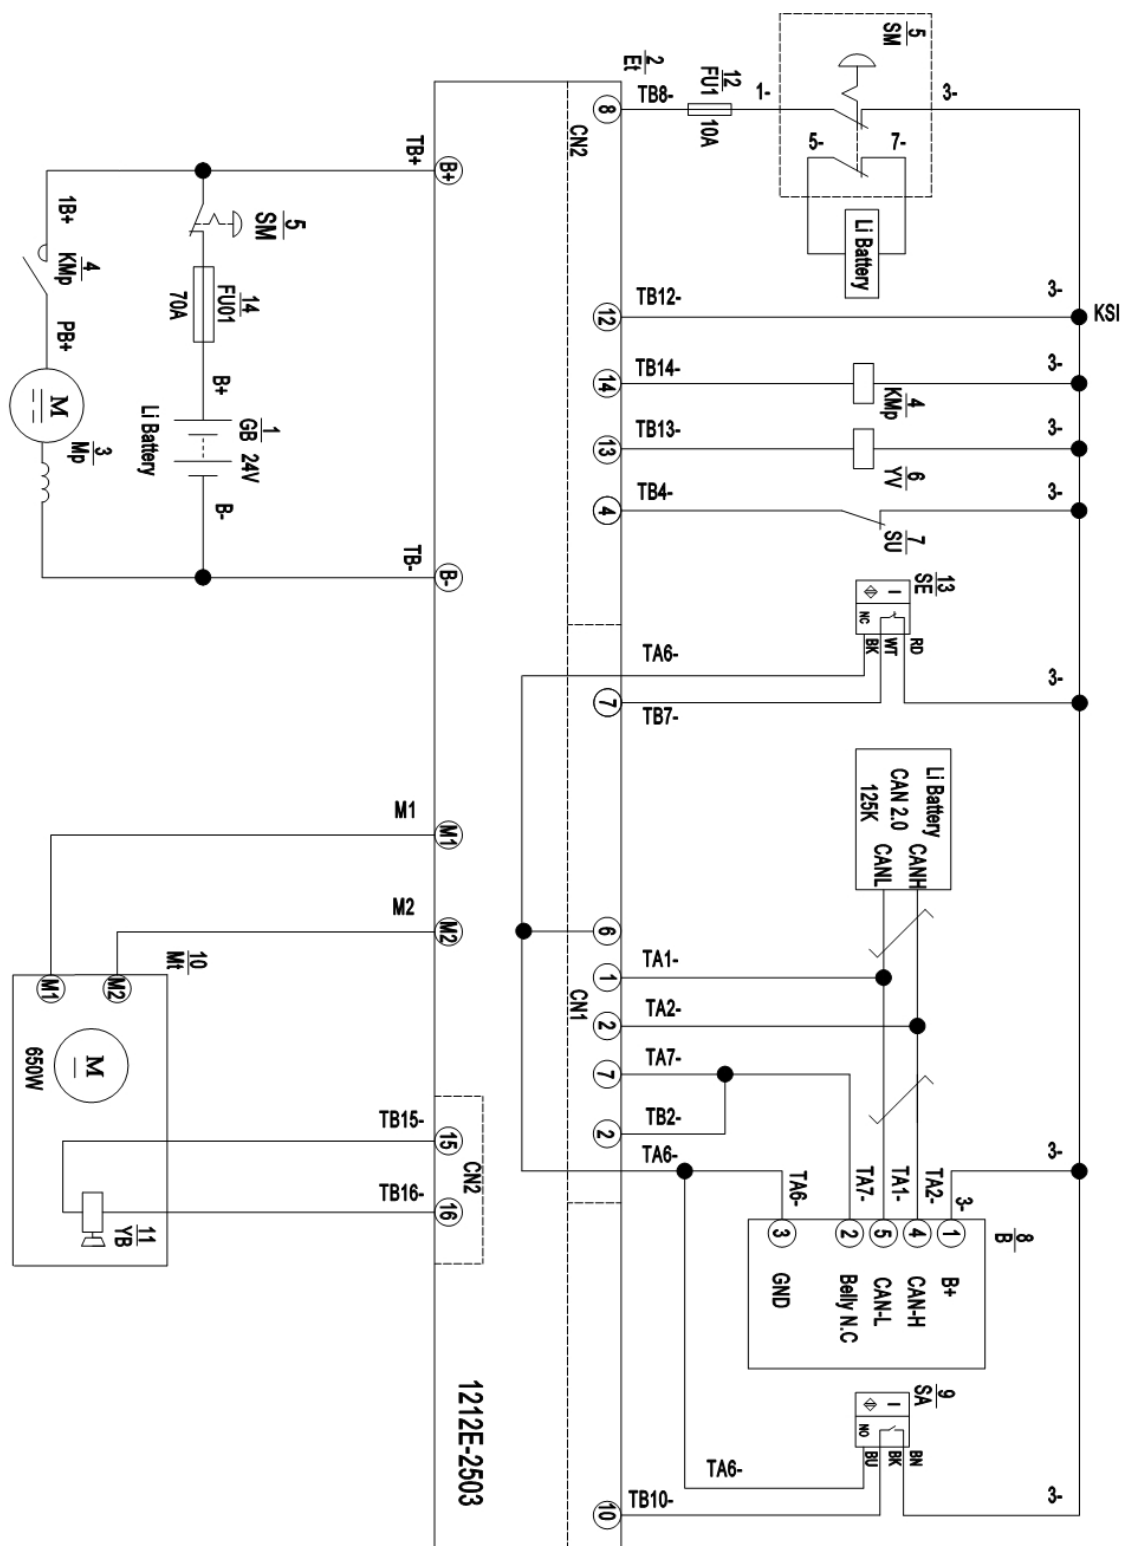 5
SM
2
Et
TB8-
12
FU1
10A
1-
3-
8
CN2
5-
7-
Li Battery
TB+
B+
1B+
4
KMp
PB+
M
3
Mp
5
SM
14
FU01
70A
B+
1
GB 24V
Li Battery
B-
TB-
B-
TB12-
12
3-
KSI
TB14-
14
4
KMp
3-
TB13-
13
6
YV
3-
TB4-
4
7
SU
3-
13
SE
I
NC
BK
WT
RD
TA6-
7
TB7-
3-
Li Battery
CAN 2.0
125K
CANH
CANL
M1
M1
M2
M2
6
1
TA1-
CN1
2
TA2-
7
TA7-
2
TB2-
TA6-
10
Mt
M1
M2
M
650W
TB15-
15
CN2
TB16-
16
11
YB
TA6-
TA7-
TA1-
TA2-
3-
3-
8
B
3
2
5
4
1
GND
Belly N.C
CAN-L
CAN-H
B+
1212E-2503
9
SA
I
NO
BU
BK
BN
TA6-
TB10-
10
3-